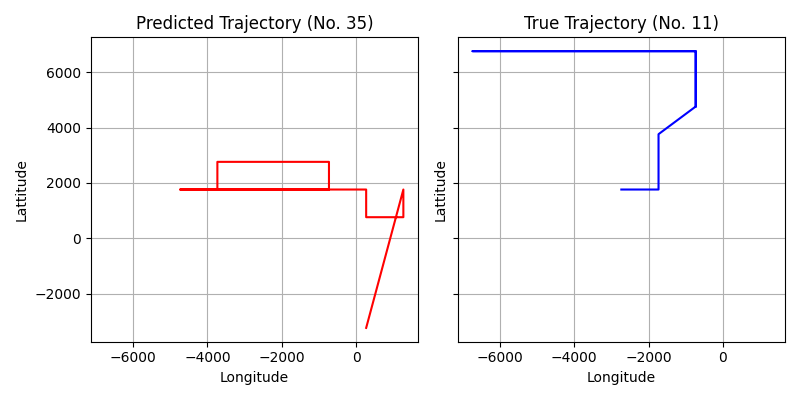 Predicted Trajectory (No. 35)
True Trajectory (No. 11)
6000
4000
2000
0
−2000
Lattitude
Lattitude
−6000
−4000
−2000
0
−6000
−4000
−2000
0
Longitude
Longitude